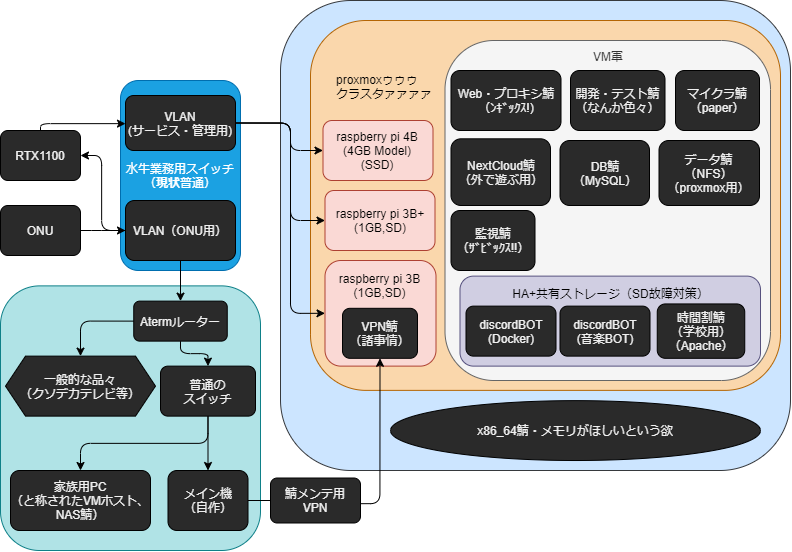 VLAN
(サービス・管理用)
RTX1100
水牛業務用スイッチ
(現状普通)
ONU
VLAN（ONU用）
Atermルーター
一般的な品々
（クソデカテレビ等）
普通の
スイッチ
家族用PC
（と称されたVMホスト、
NAS鯖）
メイン機
（自作）
鯖メンテ用
VPN
proxmoxゥゥゥ
クラスタァァァァ
raspberry pi 4B
(4GB Model)
(SSD)
raspberry pi 3B+
(1GB,SD)
raspberry pi 3B
(1GB,SD)
VPN鯖
（諸事情）
VM軍
Web・プロキシ鯖
（ﾝｷﾞｯｸｽ!）
開発・テスト鯖
（なんか色々）
マイクラ鯖
（paper）
NextCloud鯖
（外で遊ぶ用）
DB鯖
（MySQL）
データ鯖
（NFS）
（proxmox用）
監視鯖
（ｻﾞﾋﾞｯｸｽ!!）
HA+共有ストレージ（SD故障対策）
discordBOT
(Docker)
discordBOT
（音楽BOT）
時間割鯖
（学校用）
（Apache）
x86_64鯖・メモリがほしいという欲